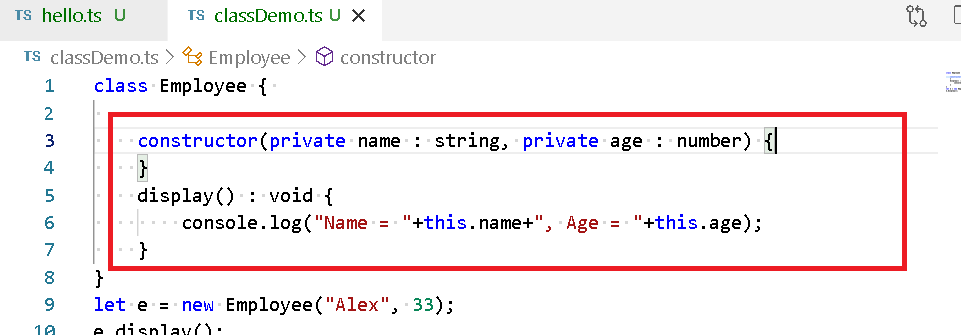 TS hello.ts U TS classDemo.ts U ×
TS classDemo.ts > Employee > constructor
1 class Employee {
2
3 constructor(private name : string, private age : number) {
4 }
5 display() : void {
6 console.log("Name = "+this.name+", Age = "+this.age);
7 }
8 }
9 let e = new Employee("Alex", 33);
10 e.display();